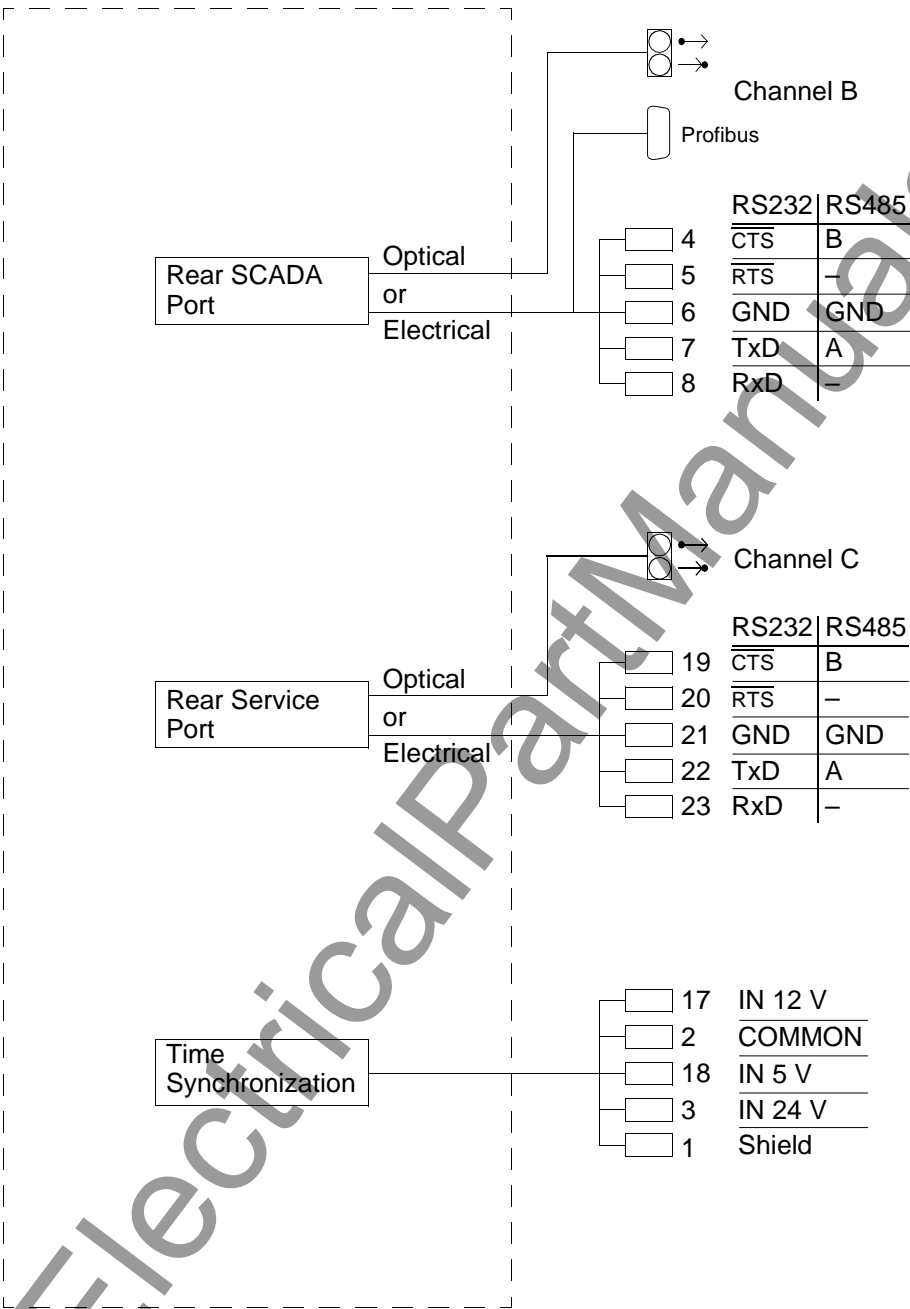 Channel B
Profibus
RS232 RS485
4 CTS B
5 RTS –
6 GND GND
7 TxD A
8 RxD –
Rear SCADA
Port
Optical
or
Electrical
Channel C
RS232 RS485
19 CTS B
20 RTS –
21 GND GND
22 TxD A
23 RxD –
Rear Service
Port
Optical
or
Electrical
17 IN 12 V
2 COMMON
18 IN 5 V
3 IN 24 V
1 Shield
Time
Synchronization
ElectricalPartManuals